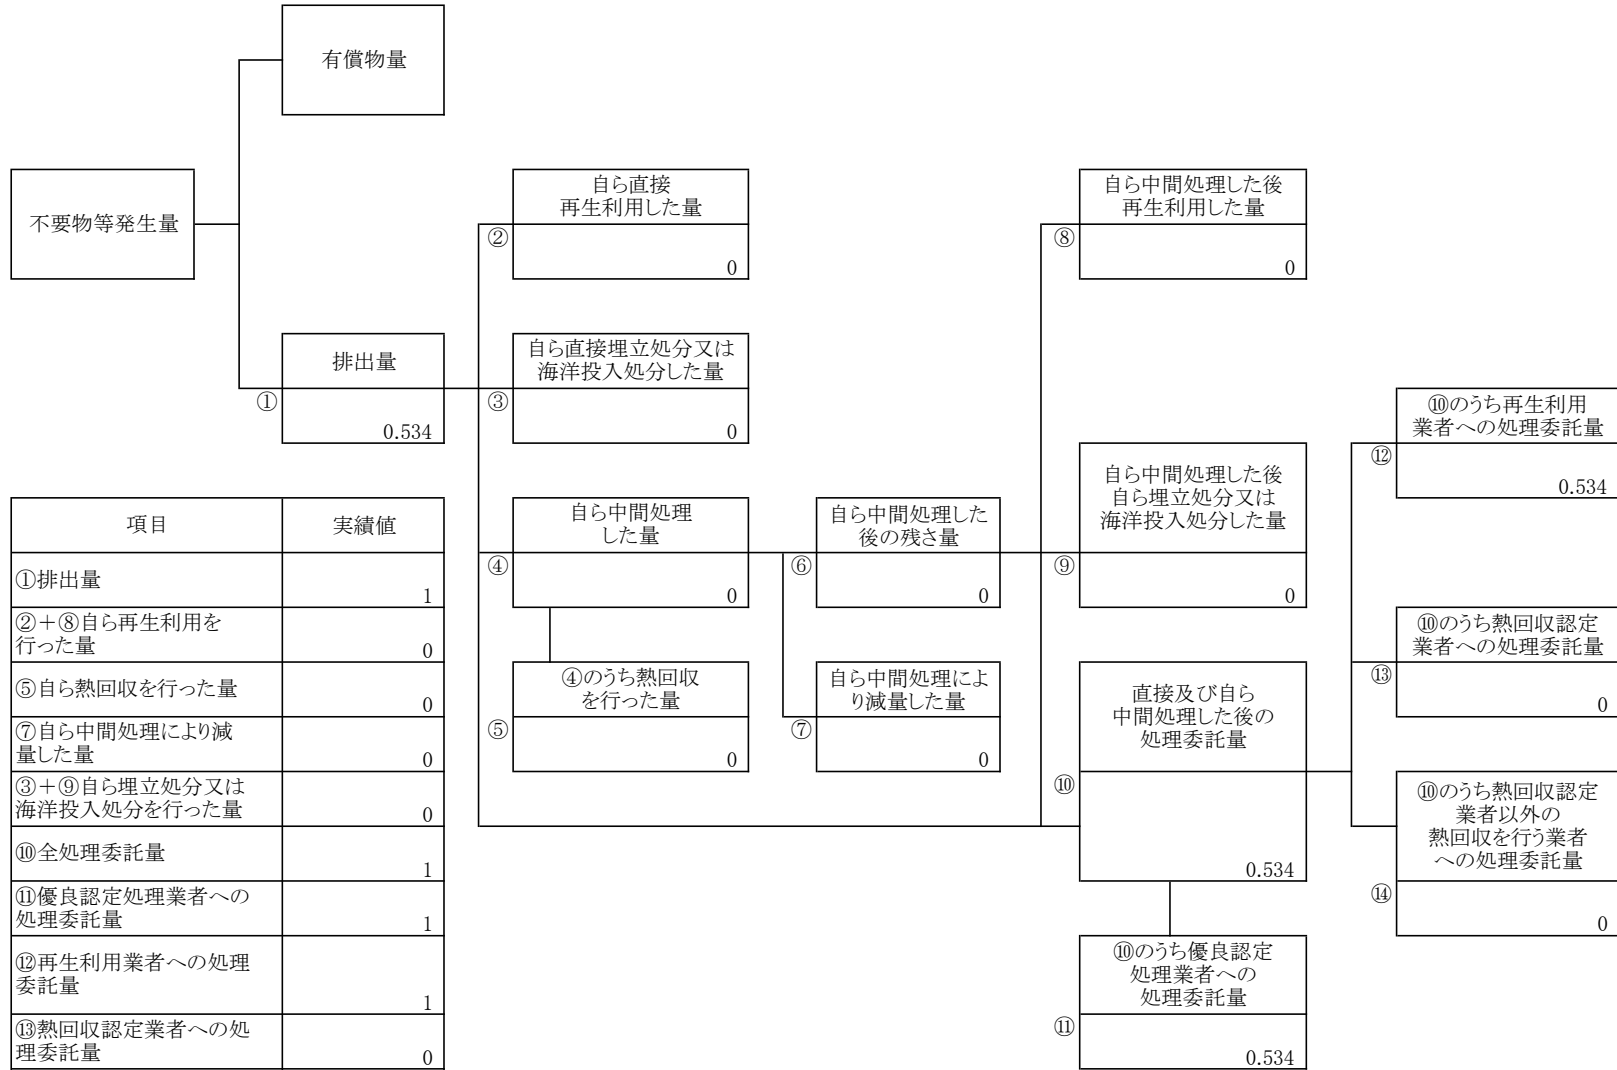 有償物量
不要物等発生量
自ら直接
再生利用した量
②
0
自ら中間処理した後
再生利用した量
⑧
0
排出量
①
0.534
自ら直接埋立処分又は
海洋投入処分した量
③
0
⑩のうち再生利用
業者への処理委託量
⑫
0.534
自ら中間処理
した量
④
0
自ら中間処理した
後の残さ量
⑥
0
自ら中間処理した後
自ら埋立処分又は
海洋投入処分した量
⑨
0
⑩のうち熱回収認定
業者への処理委託量
⑬
0
④のうち熱回収
を行った量
⑤
0
自ら中間処理によ
り減量した量
⑦
0
直接及び自ら
中間処理した後の
処理委託量
⑩
0.534
⑩のうち熱回収認定
業者以外の
熱回収を行う業者
への処理委託量
⑭
0
⑩のうち優良認定
処理業者への
処理委託量
⑪
0.534
項目 実績値
①排出量
1
②+⑧自ら再生利用を
行った量
0
⑤自ら熱回収を行った量
0
⑦自ら中間処理により減
量した量
0
③+⑨自ら埋立処分又は
海洋投入処分を行った量
0
⑩全処理委託量
1
⑪優良認定処理業者への
処理委託量
1
⑫再生利用業者への処理
委託量
1
⑬熱回収認定業者への処
理委託量
0